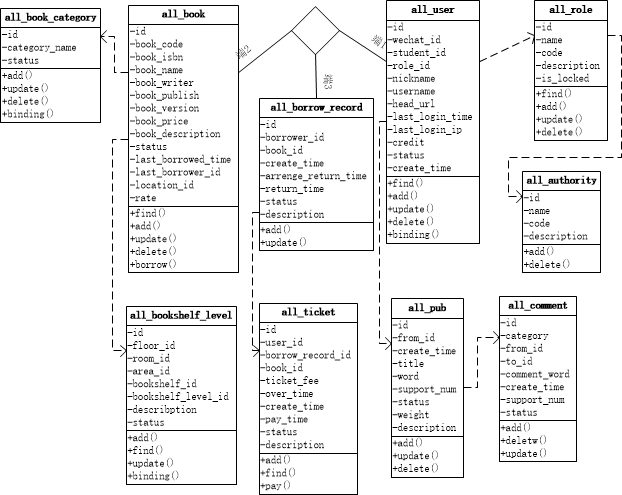 all_book_category
-id
-category_name
-status
+add()
+update()
+delete()
+binding()
all_book
-id
-book_code
-book_isbn
-book_name
-book_writer
-book_publish
-book_version
-book_price
-book_description
-status
-last_borrowed_time
-last_borrower_id
-location_id
-rate
+find()
+add()
+update()
+delete()
+borrow()
端2
端3
端1
all_borrow_record
-id
-borrower_id
-book_id
-create_time
-arrenge_return_time
-return_time
-status
-description
+add()
+update()
all_user
-id
-wechat_id
-student_id
-role_id
-nickname
-username
-head_url
-last_login_time
-last_login_ip
-credit
-status
-create_time
+find()
+add()
+update()
+delete()
+binding()
all_role
-id
-name
-code
-description
-is_locked
+find()
+add()
+update()
+delete()
all_authority
-id
-name
-code
-description
+add()
+delete()
all_bookshelf_level
-id
-floor_id
-room_id
-area_id
-bookshelf_id
-bookshelf_level_id
-describption
-status
+add()
+find()
+update()
+binding()
all_ticket
-id
-user_id
-borrow_record_id
-book_id
-ticket_fee
-over_time
-create_time
-pay_time
-status
-description
+add()
+find()
+pay()
all_pub
-id
-from_id
-create_time
-title
-word
-support_num
-status
-weight
-description
+add()
+update()
+delete()
all_comment
-id
-category
-from_id
-to_id
-comment_word
-create_time
-support_num
-status
+add()
+deletw()
+update()